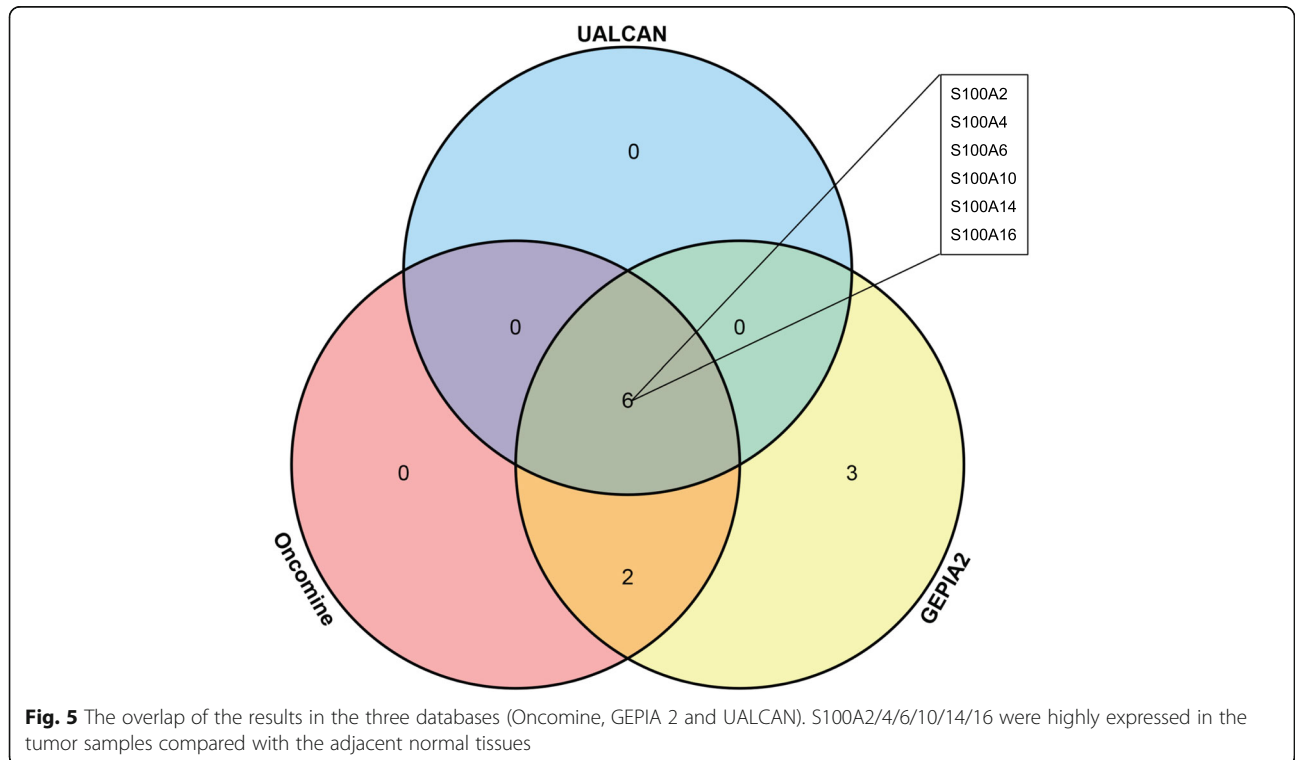 UALCAN
S100A2
S100A4
S100A6
S100A10
S100A14
S100A16
0
0
0
6
0
3
2
Oncomine
GEPIA2
Fig. 5 The overlap of the results in the three databases (Oncomine, GEPIA 2 and UALCAN). S100A2/4/6/10/14/16 were highly expressed in the
tumor samples compared with the adjacent normal tissues